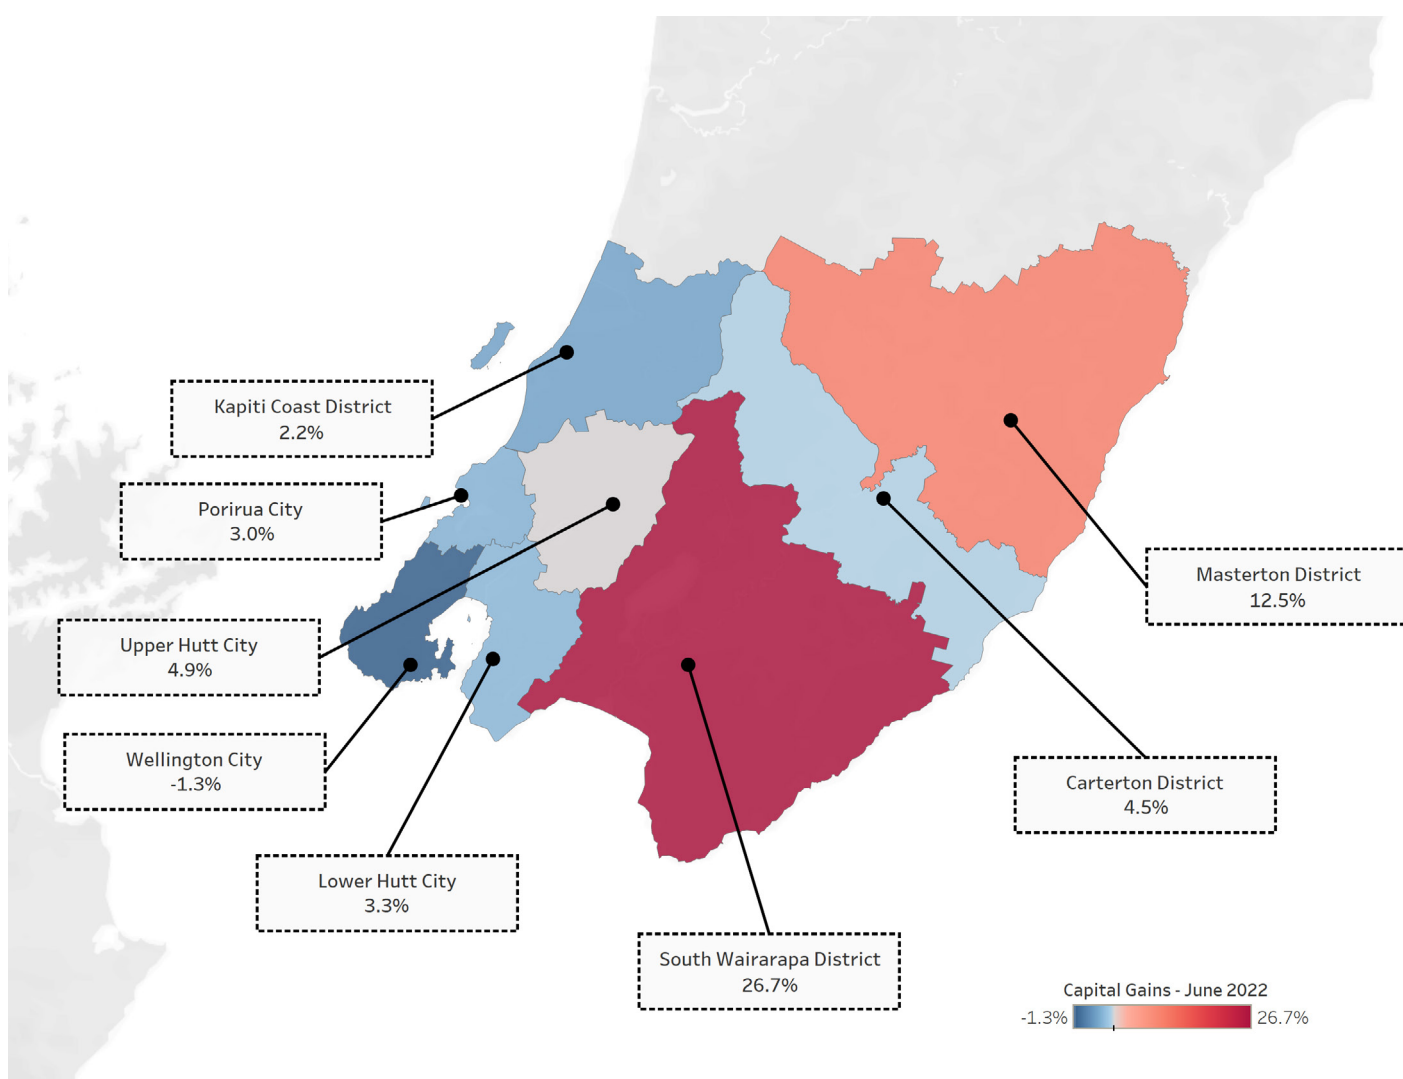 Kapiti Coast District
2.2%
Porirua City
3.0%
Masterton District
12.5%
Upper Hutt City
4.9%
Wellington City
-1.3%
Carterton District
4.5%
Lower Hutt City
3.3%
South Wairarapa District
26.7%
Capital Gains - June 2022
-1.3% 26.7%